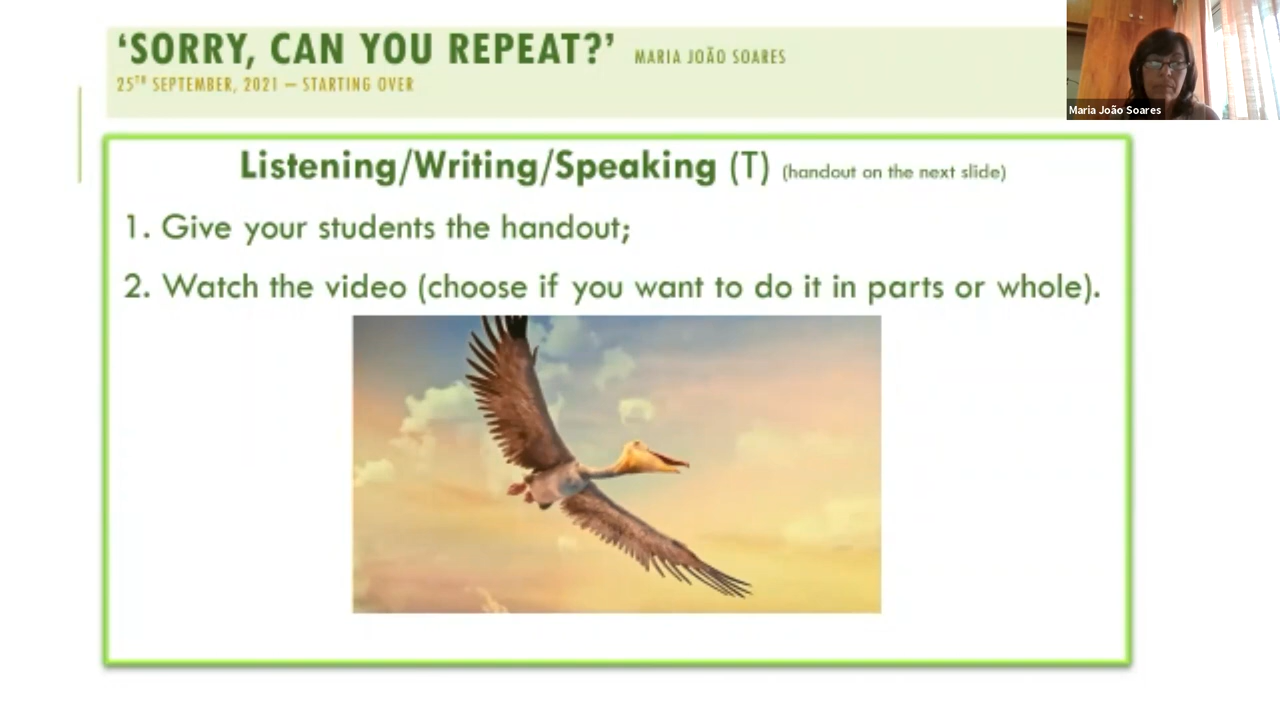 ‘SORRY, CAN YOU REPEAT?’ MARIA JOÃO SOARES
25TH SEPTEMBER, 2021 – STARTING OVER
Maria João Soares
Listening/Writing/Speaking (T) (handout on the next slide)
1. Give your students the handout;
2. Watch the video (choose if you want to do it in parts or whole).